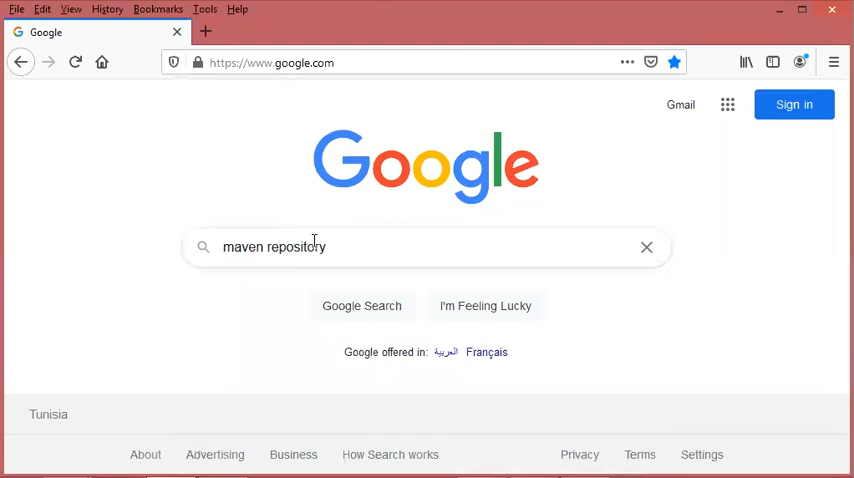 File Edit View History Bookmarks Tools Help
Google
https://www.google.com
Gmail Sign in
Google
maven repository
Google Search I'm Feeling Lucky
Google offered in: العربية Français
Tunisia
About Advertising Business How Search works Privacy Terms Settings